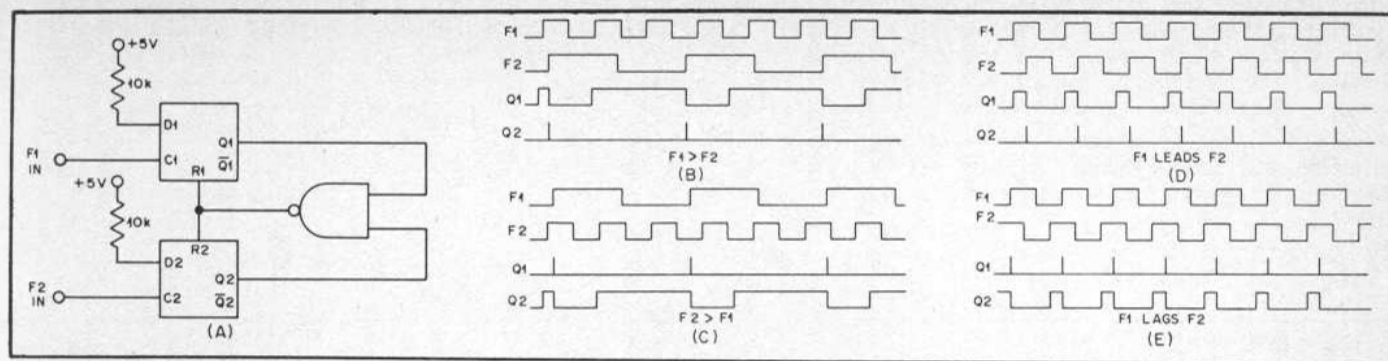 +5V
10k
D1
Q1
F1 IN
C1
Q̅1
R1
+5V
10k
R2
D2
Q2
F2 IN
C2
Q̅2
(A)
F1
F2
Q1
Q2
F1 > F2
(B)
F1
F2
Q1
Q2
F2 > F1
(C)
F1
F2
Q1
Q2
F1 LEADS F2
(D)
F1
F2
Q1
Q2
F1 LAGS F2
(E)